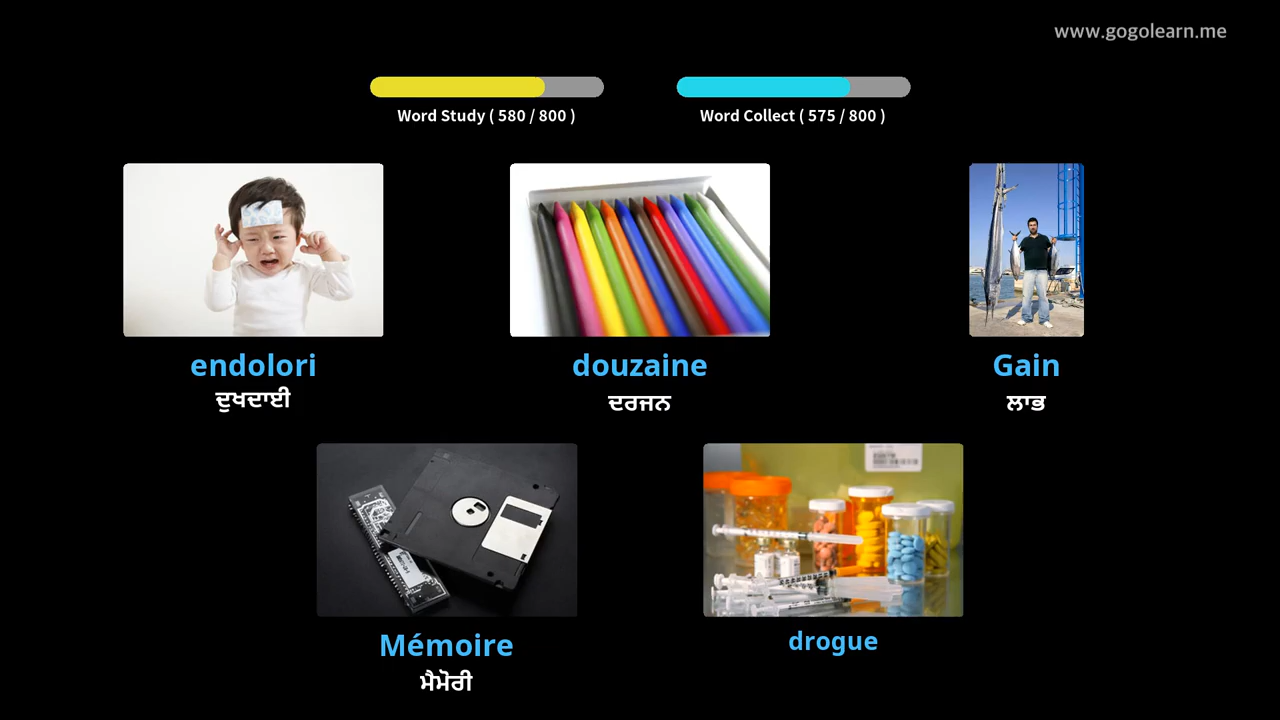 www.gogolearn.me
Word Study ( 580 / 800 )
Word Collect ( 575 / 800 )
endolori
ਦੁਖਦਾਈ
douzaine
ਦਰਜਨ
Gain
ਲਾਭ
Mémoire
ਮੈਮੋਰੀ
drogue